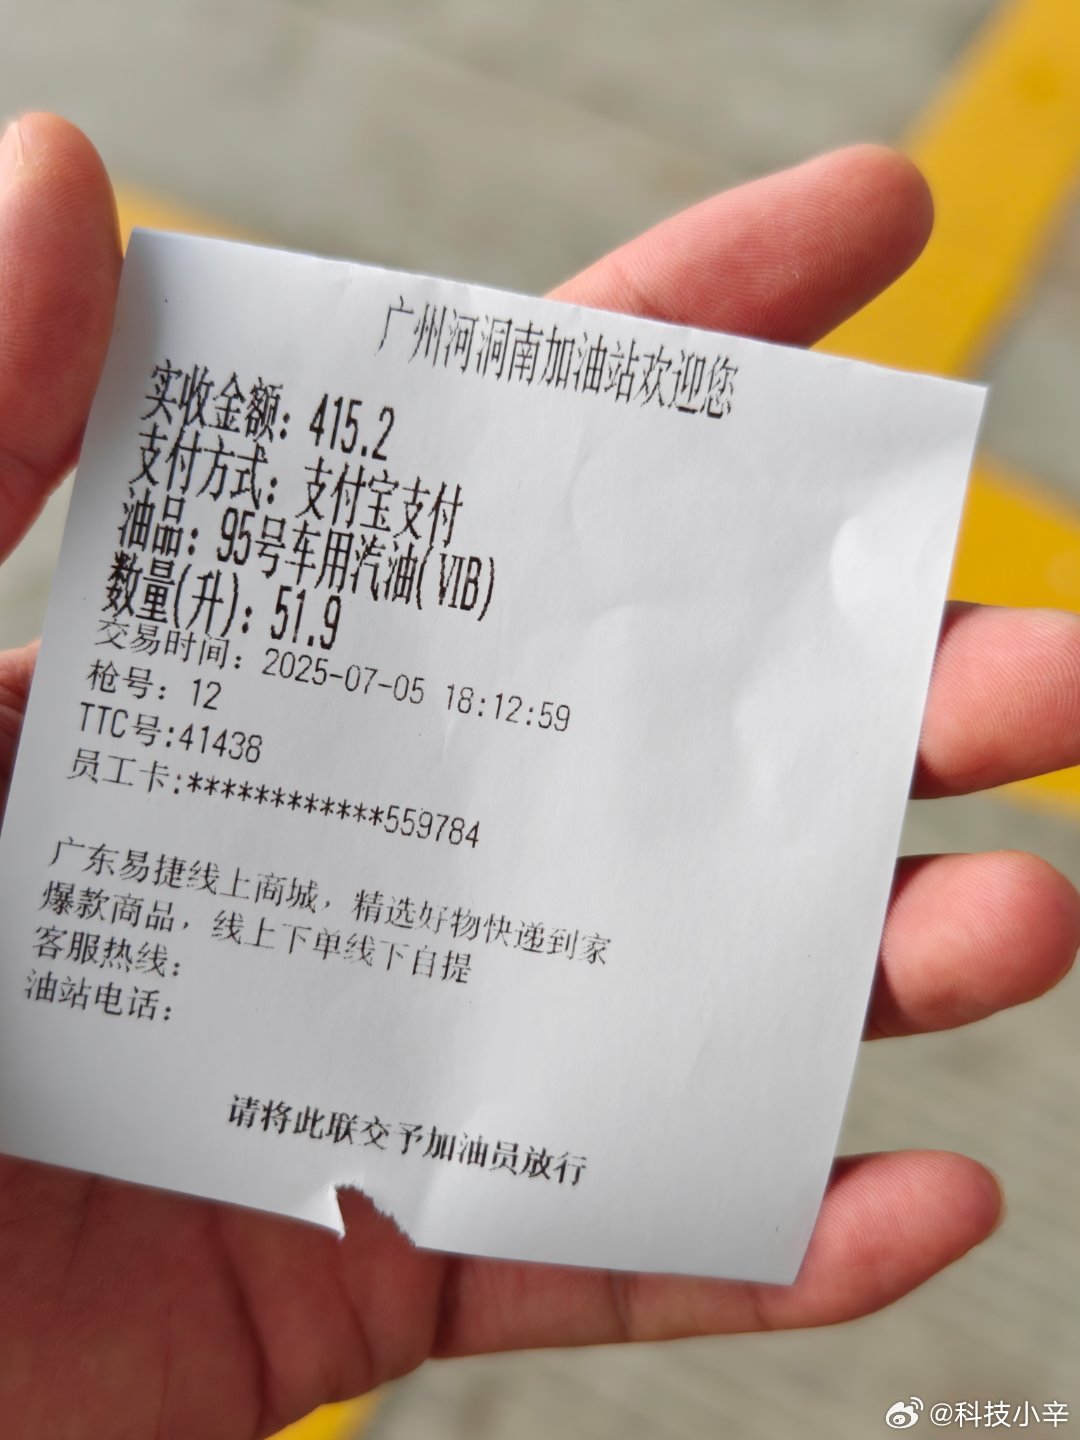 广州河洞南加油站欢迎您
实收金额：415.2
支付方式：支付宝支付
油品：95号车用汽油(ⅥB)
数量(升)：51.9
交易时间：2025-07-05 18:12:59
枪号：12
TTC号:41438
员工卡:************559784
广东易捷线上商城，精选好物快递到家
爆款商品，线上下单线下自提
客服热线：
油站电话：
请将此联交予加油员放行
@科技小辛